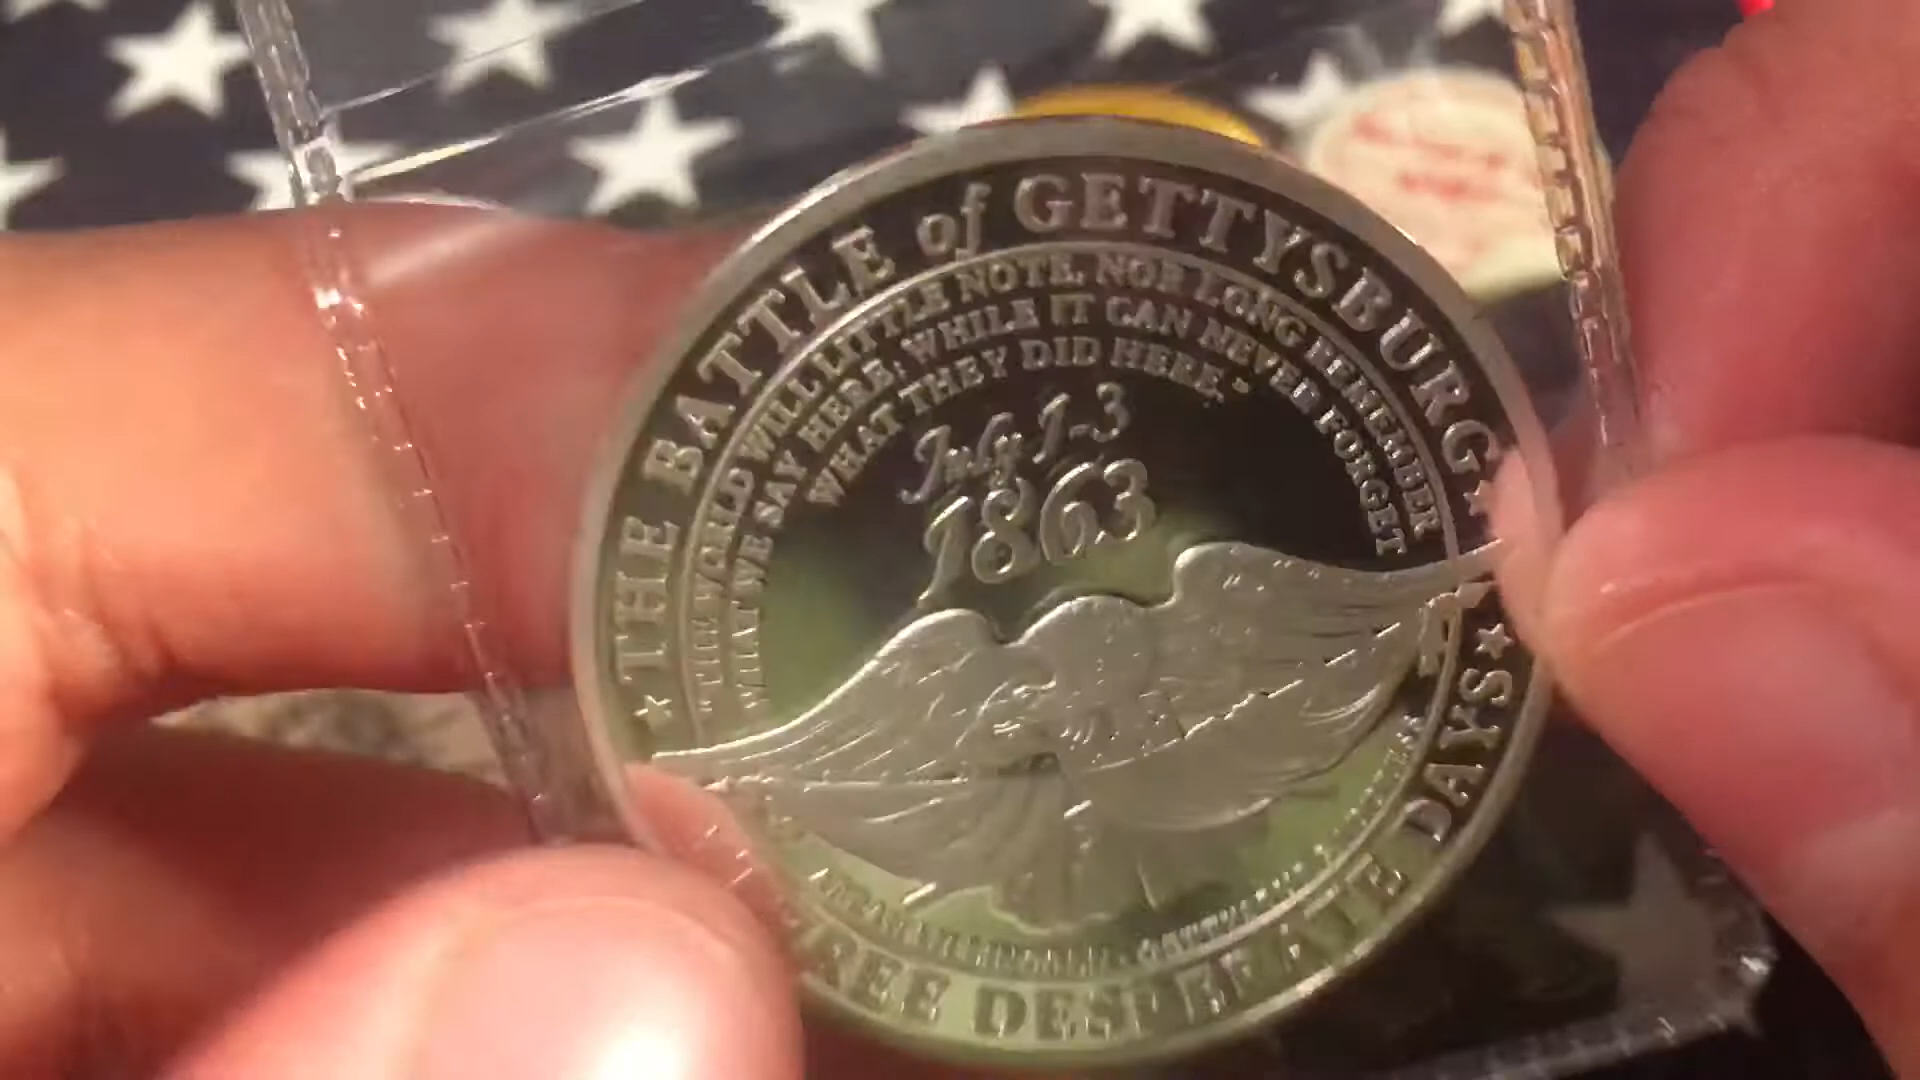 THE BATTLE of GETTYSBURG
"THE WORLD WILL LITTLE NOTE, NOR LONG REMEMBER
WHAT WE SAY HERE; WHILE IT CAN NEVER FORGET
WHAT THEY DID HERE."
July 1-3
1863
DESPERATE DAYS